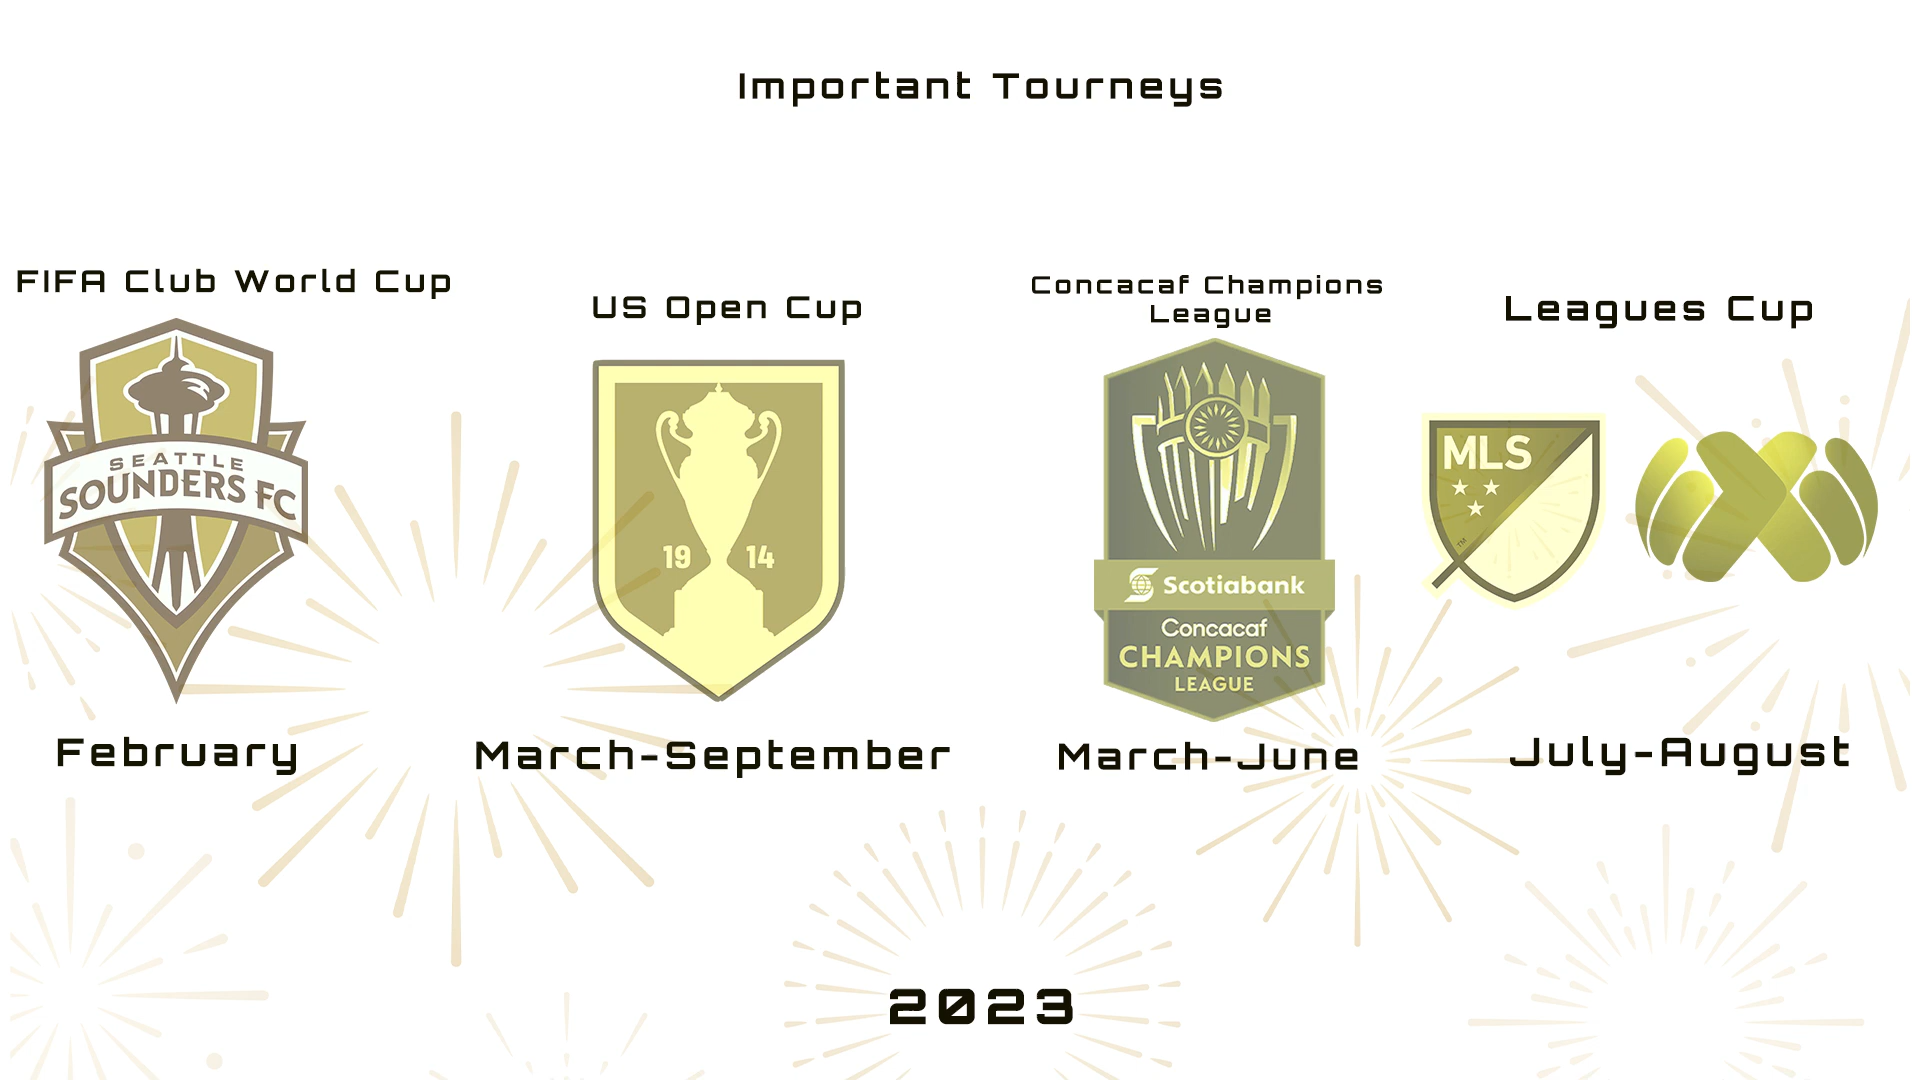 Important Tourneys
FIFA Club World Cup
US Open Cup
Concacaf Champions
League
Leagues Cup
SEATTLE
SOUNDERS FC
19 14
Scotiabank
Concacaf
CHAMPIONS
LEAGUE
MLS
TM
February
March-September
March-June
July-August
2023